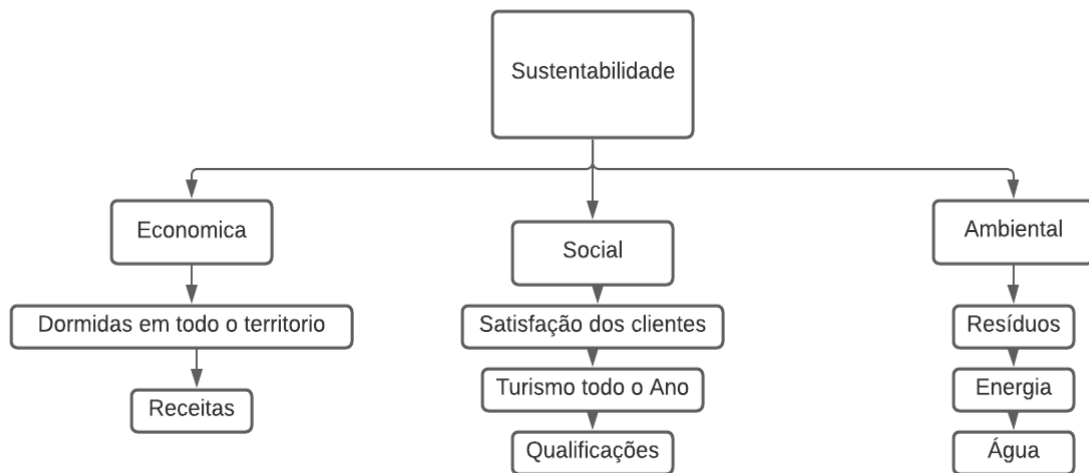 Sustentabilidade
Economica
Social
Ambiental
Dormidas em todo o territorio
Satisfação dos clientes
Resíduos
Receitas
Turismo todo o Ano
Energia
Qualificações
Água